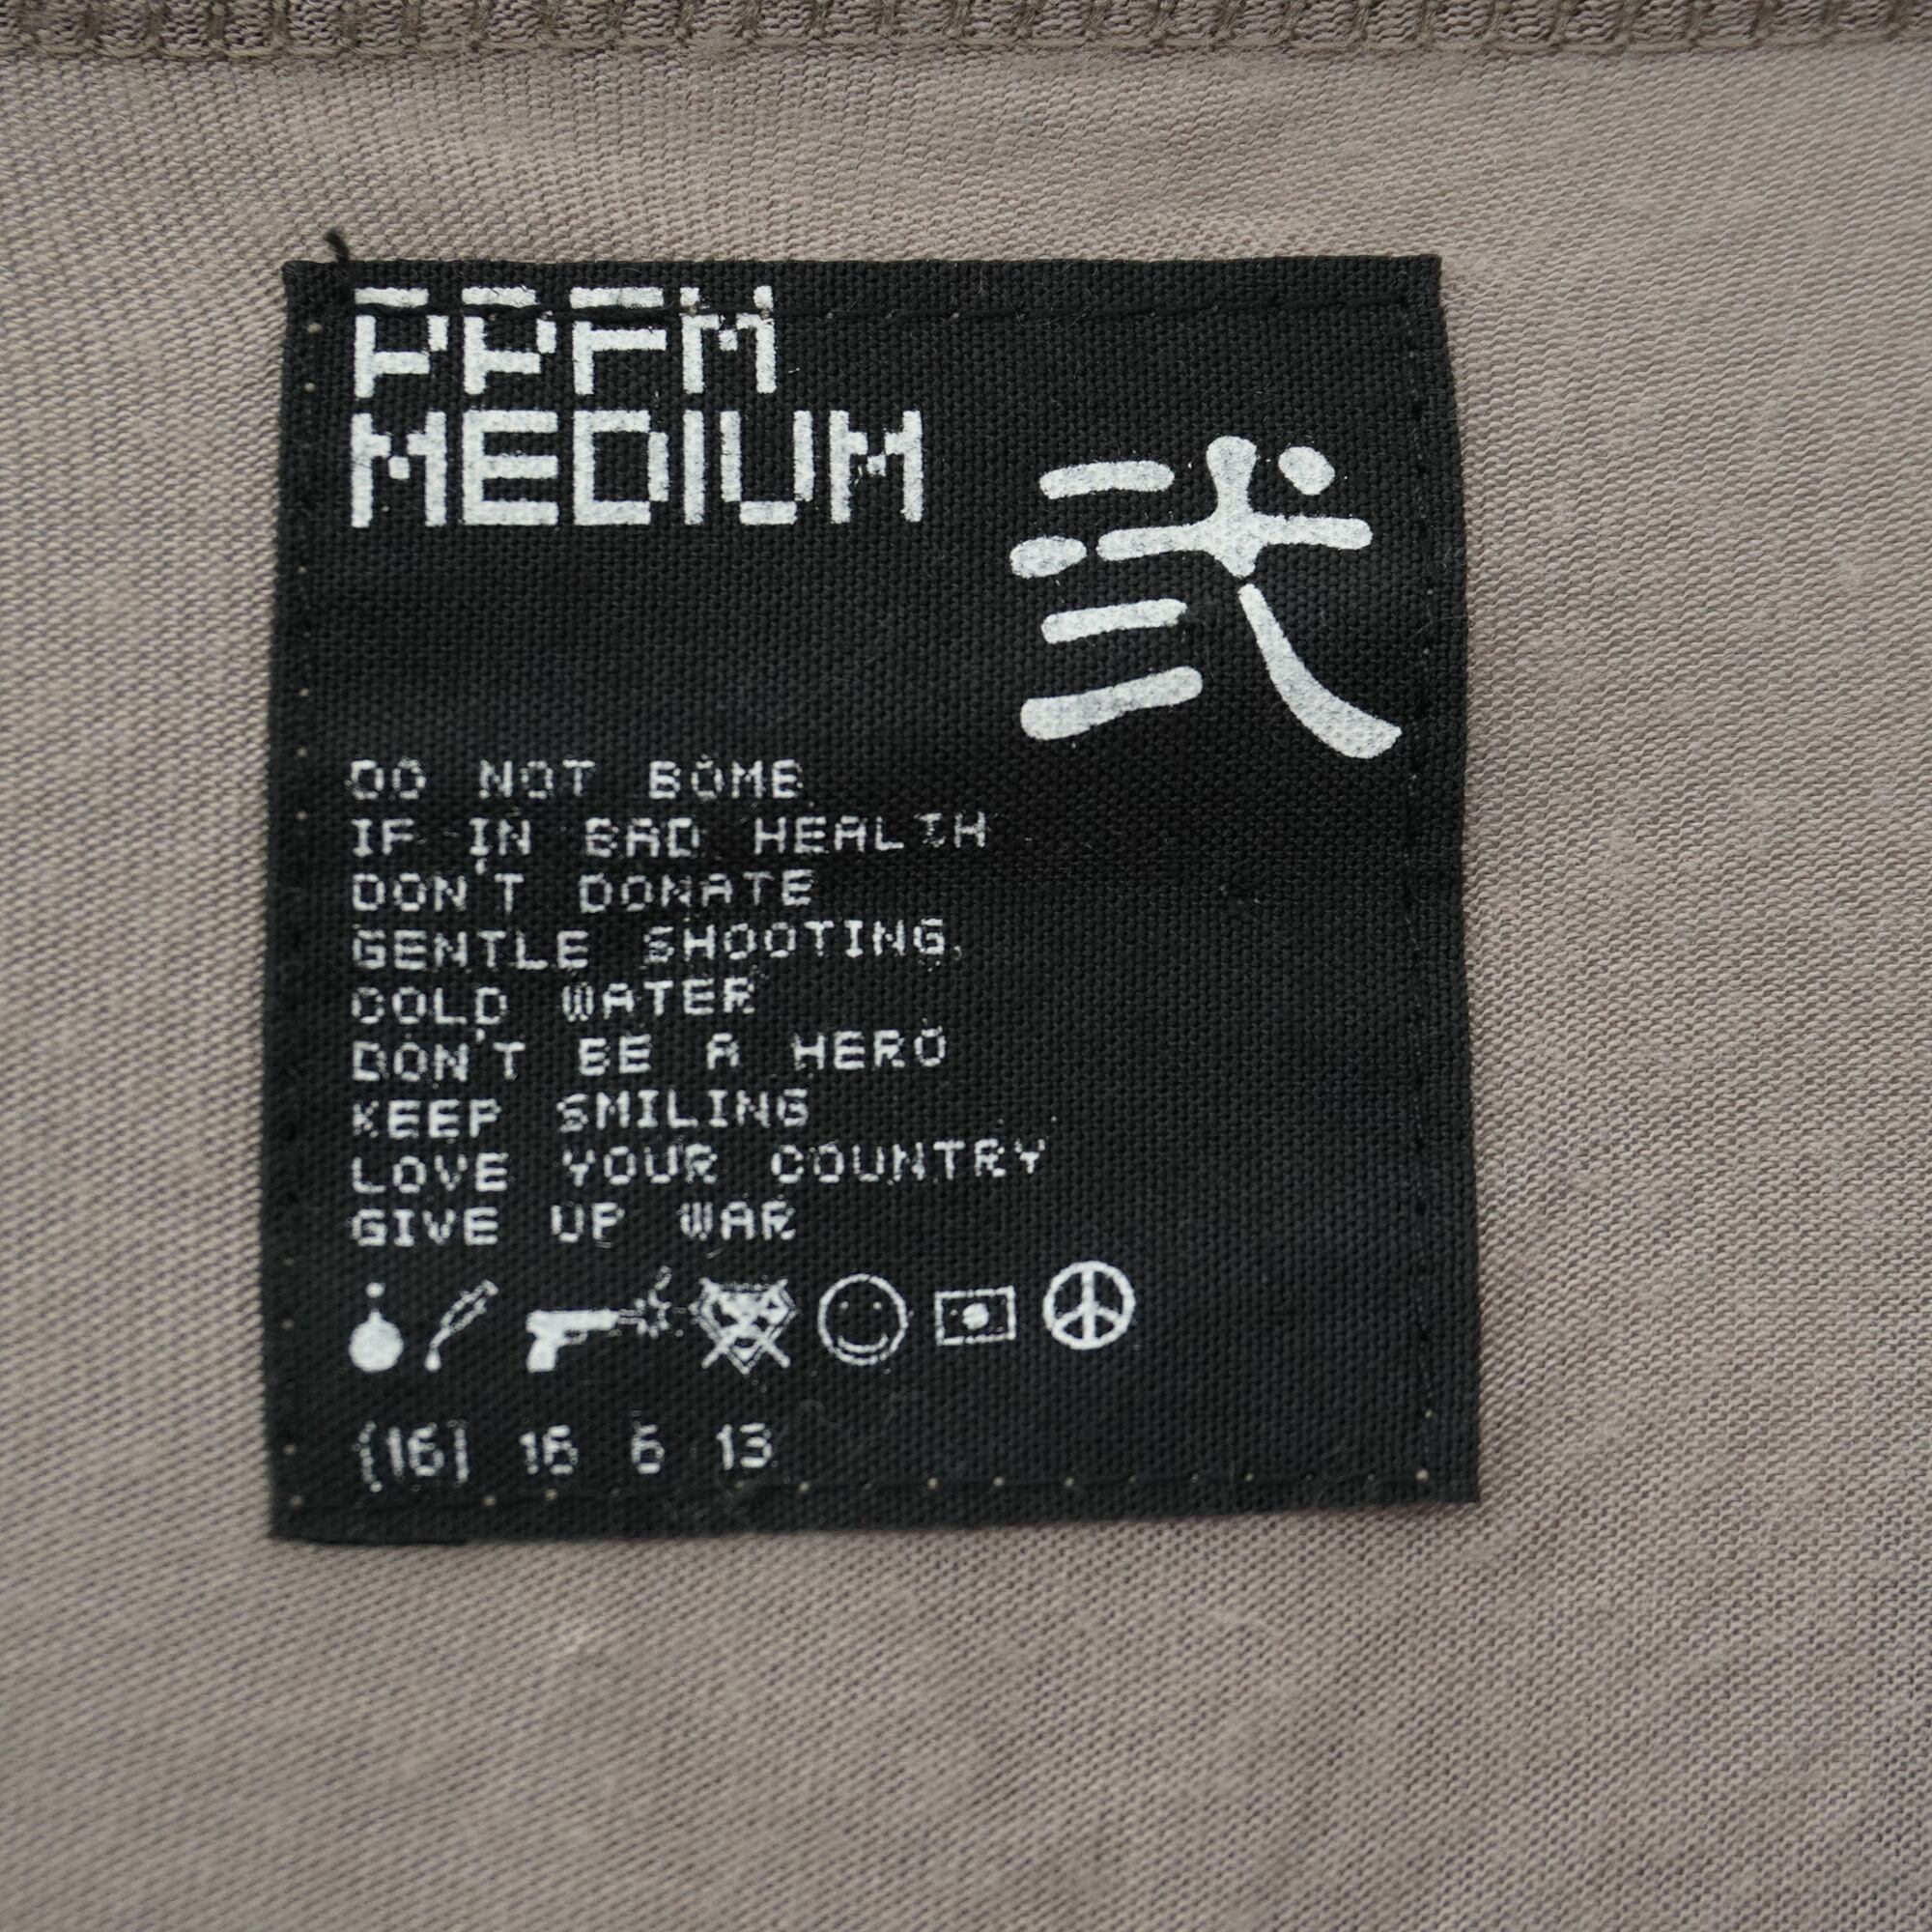 PPFM
MEDIUM
弐
DO NOT BOMB
IF IN BAD HEALTH
DON'T DONATE
GENTLE SHOOTING,
COLD WATER
DON'T BE A HERO
KEEP SMILING
LOVE YOUR COUNTRY
GIVE UP WAR
(16) 16 6 13